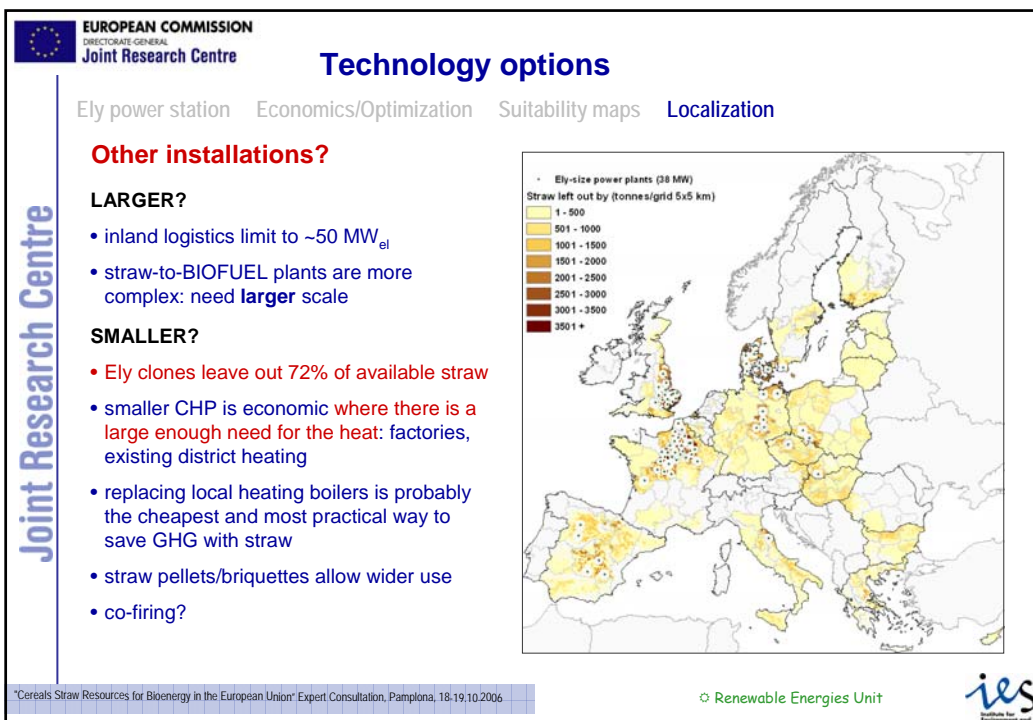 EUROPEAN COMMISSION
DIRECTORATE-GENERAL
Joint Research Centre
Technology options
Ely power station Economics/Optimization Suitability maps Localization
Joint Research Centre
Other installations?
LARGER?
• inland logistics limit to ~50 MWel
• straw-to-BIOFUEL plants are more
complex: need larger scale
SMALLER?
• Ely clones leave out 72% of available straw
• smaller CHP is economic where there is a
large enough need for the heat: factories,
existing district heating
• replacing local heating boilers is probably
the cheapest and most practical way to
save GHG with straw
• straw pellets/briquettes allow wider use
• co-firing?
Ely-size power plants (38 MW)
Straw left out by (tonnes/grid 5x5 km)
1 - 500
501 - 1000
1001 - 1500
1501 - 2000
2001 - 2500
2501 - 3000
3001 - 3500
3501 +
"Cereals Straw Resources for Bioenergy in the European Union" Expert Consultation, Pamplona, 18-19.10.2006
Renewable Energies Unit
ies
Institute for